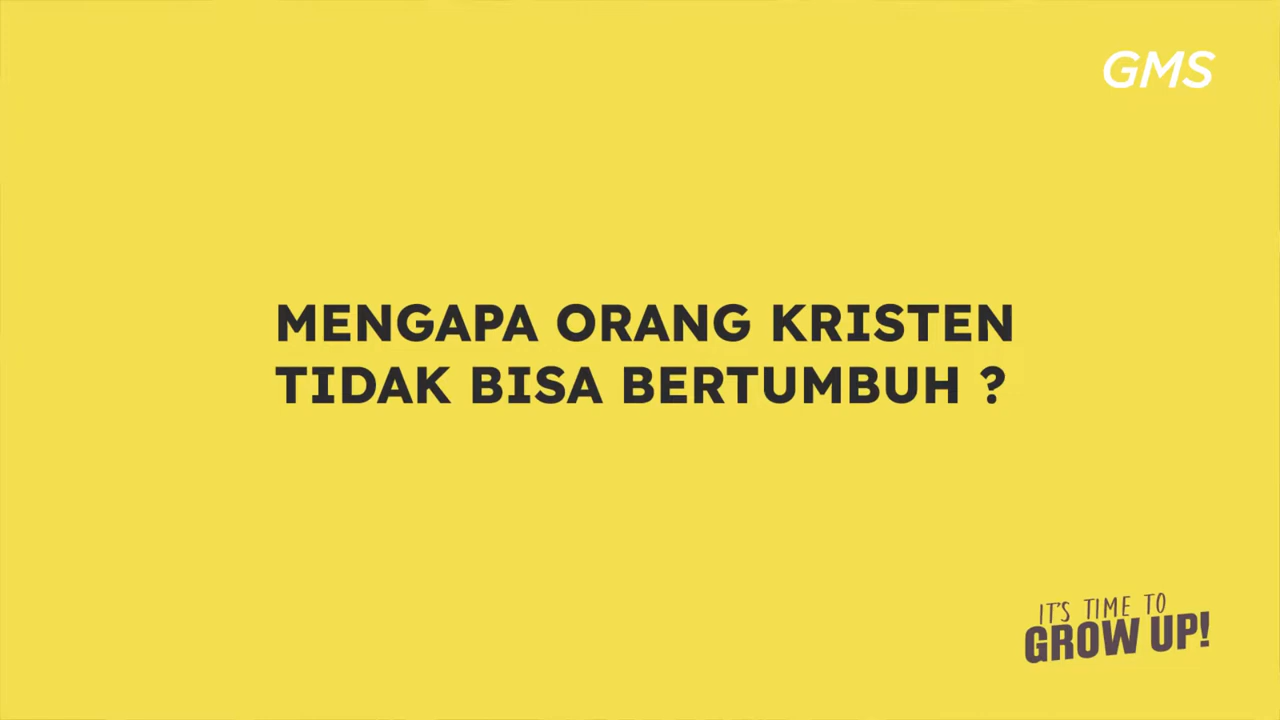 GMS
MENGAPA ORANG KRISTEN
TIDAK BISA BERTUMBUH ?
IT'S TIME TO
GROW UP!